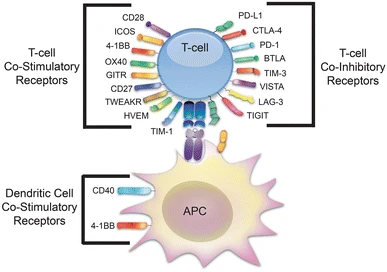 T-cell
Co-Stimulatory
Receptors
CD28
ICOS
4-1BB
OX40
GITR
CD27
TWEAKR
HVEM
TIM-1
T-cell
PD-L1
CTLA-4
PD-1
BTLA
TIM-3
VISTA
LAG-3
TIGIT
T-cell
Co-Inhibitory
Receptors
Dendritic Cell
Co-Stimulatory
Receptors
CD40
4-1BB
APC